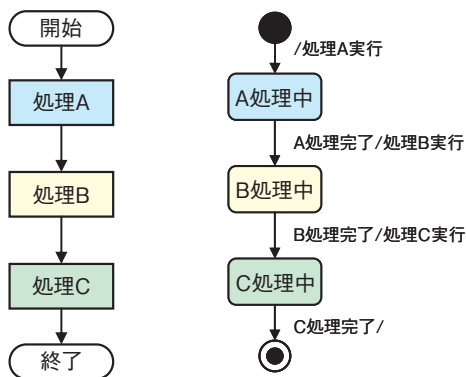 開始
処理A
処理B
処理C
終了
/処理A実行
A処理中
A処理完了/処理B実行
B処理中
B処理完了/処理C実行
C処理中
C処理完了/